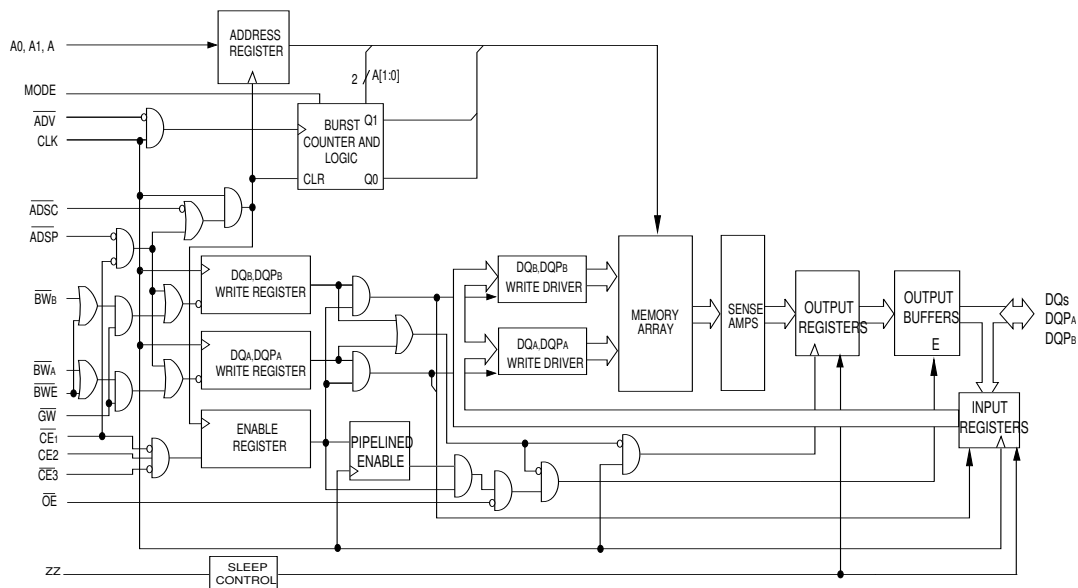 A0, A1, A
ADDRESS
REGISTER
2
A[1:0]
MODE
ADV
CLK
BURST
COUNTER AND
LOGIC
Q1
CLR
Q0
ADSC
ADSP
DQB,DQPB
WRITE REGISTER
DQB,DQPB
WRITE DRIVER
MEMORY
ARRAY
SENSE
AMPS
OUTPUT
REGISTERS
OUTPUT
BUFFERS
E
DQs
DQPA
DQPB
BWB
DQA,DQPA
WRITE REGISTER
DQA,DQPA
WRITE DRIVER
BWA
BWE
GW
CE1
CE2
CE3
ENABLE
REGISTER
PIPELINED
ENABLE
INPUT
REGISTERS
OE
ZZ
SLEEP
CONTROL